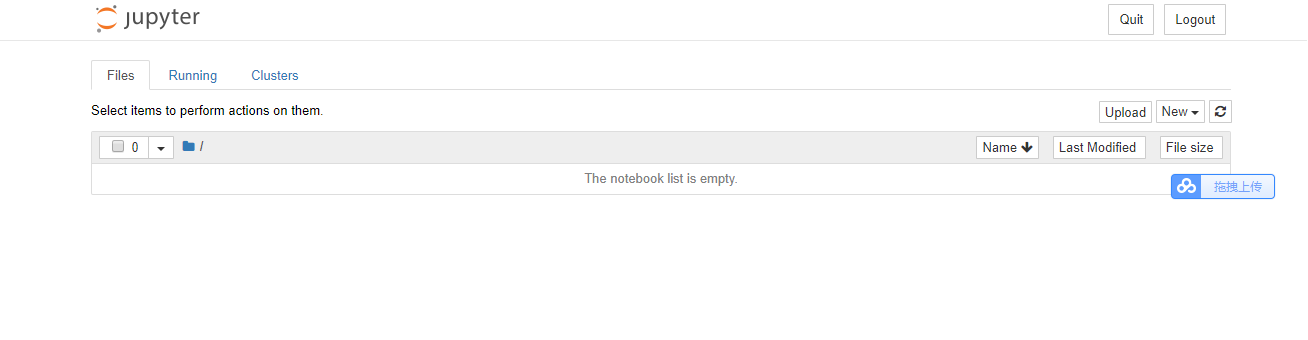 jupyter
Quit
Logout
Files
Running
Clusters
Select items to perform actions on them.
Upload
New
0
/
Name
Last Modified
File size
The notebook list is empty.
拖拽上传